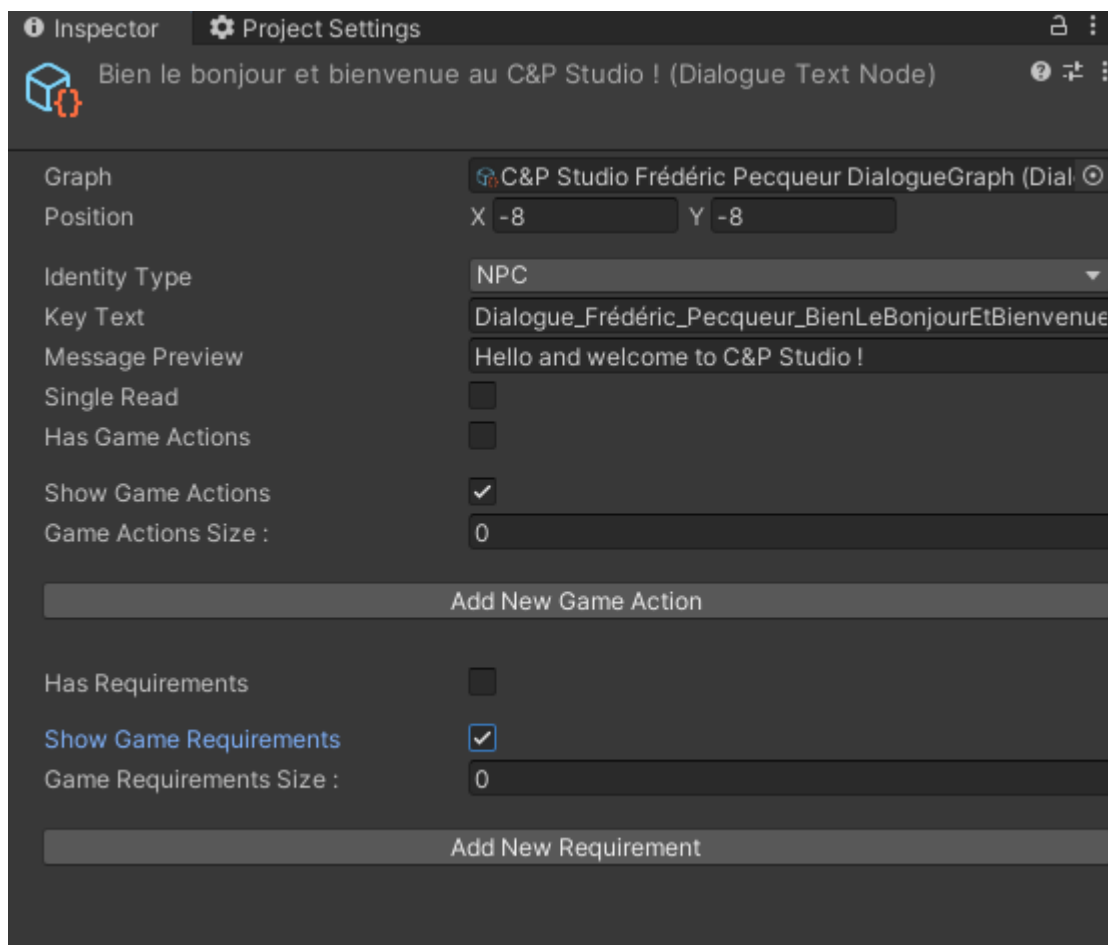 Inspector Project Settings
Bien le bonjour et bienvenue au C&P Studio ! (Dialogue Text Node)
Graph C&P Studio Frédéric Pecqueur DialogueGraph (Dial
Position X -8 Y -8
Identity Type NPC
Key Text Dialogue_Frédéric_Pecqueur_BienLeBonjourEtBienvenue
Message Preview Hello and welcome to C&P Studio !
Single Read
Has Game Actions
Show Game Actions
Game Actions Size : 0
Add New Game Action
Has Requirements
Show Game Requirements
Game Requirements Size : 0
Add New Requirement